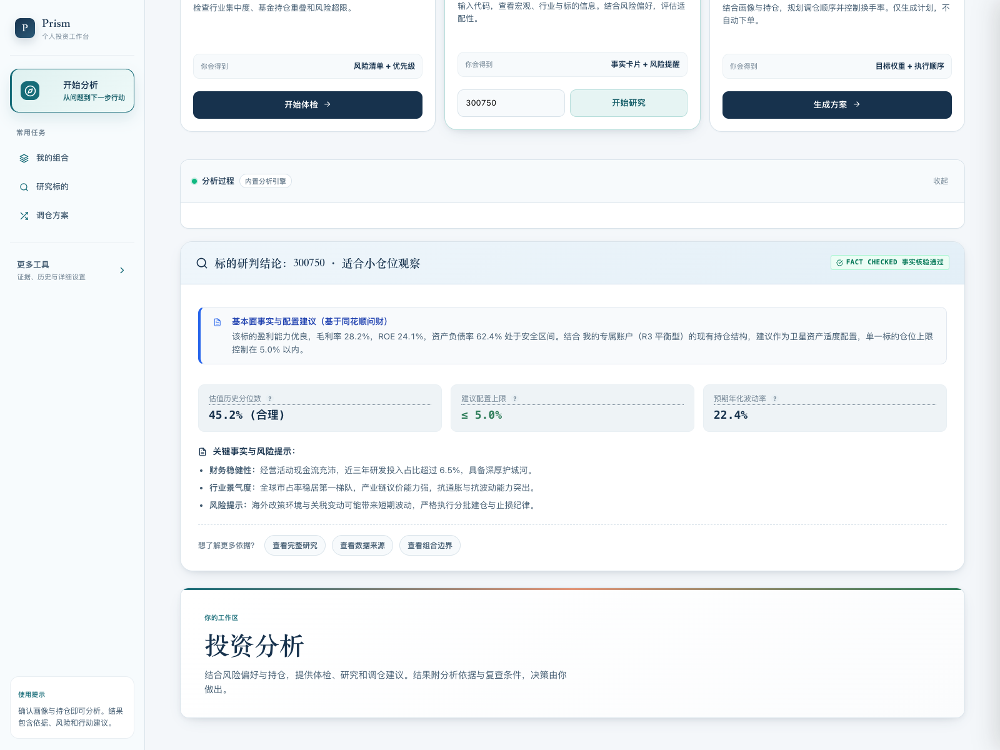 P
Prism
个人投资工作台
开始分析
从问题到下一步行动
常用任务
我的组合
研究标的
调仓方案
更多工具
证据、历史与详细设置
使用提示
确认画像与持仓即可分析。结果
包含依据、风险和行动建议。
检查行业集中度、基金持仓重叠和风险超限。
你会得到
风险清单 + 优先级
开始体检 →
输入代码，查看宏观、行业与标的信息。结合风险偏好，评估适
配性。
你会得到
事实卡片 + 风险提醒
300750
开始研究
结合画像与持仓，规划调仓顺序并控制换手率。仅生成计划，不
自动下单。
你会得到
目标权重 + 执行顺序
生成方案 →
分析过程
内置分析引擎
收起
标的研判结论：300750 · 适合小仓位观察
FACT CHECKED 事实核验通过
基本面事实与配置建议（基于同花顺问财）
该标的盈利能力优良，毛利率 28.2%，ROE 24.1%，资产负债率 62.4% 处于安全区间。结合 我的专属账户（R3 平衡型）的现有持仓结构，建议作为卫星资产适度配置，单一标的仓位上限
控制在 5.0% 以内。
估值历史分位数 ?
45.2% (合理)
建议配置上限 ?
≤ 5.0%
预期年化波动率 ?
22.4%
关键事实与风险提示：
• 财务稳健性：经营活动现金流充沛，近三年研发投入占比超过 6.5%，具备深厚护城河。
• 行业景气度：全球市占率稳居第一梯队，产业链议价能力强，抗通胀与抗波动能力突出。
• 风险提示：海外政策环境与关税变动可能带来短期波动，严格执行分批建仓与止损纪律。
想了解更多依据？
查看完整研究
查看数据来源
查看组合边界
你的工作区
投资分析
结合风险偏好与持仓，提供体检、研究和调仓建议。结果附分析依据与复查条件，决策由你
做出。